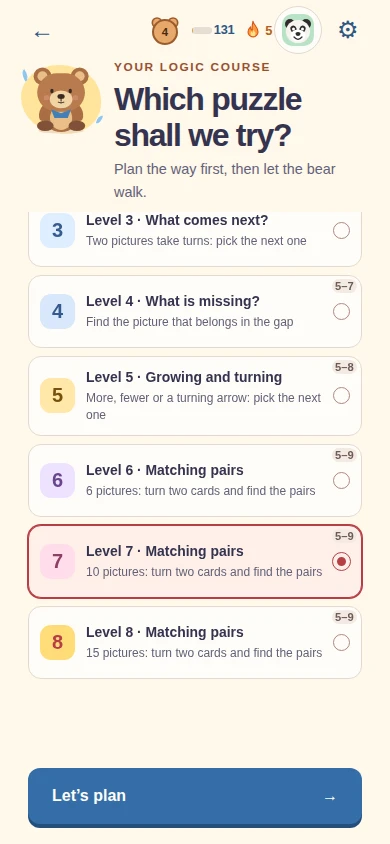 ←
4
131
5
YOUR LOGIC COURSE
Which puzzle
shall we try?
Plan the way first, then let the bear
walk.
3
Level 3 · What comes next?
Two pictures take turns: pick the next one
5–7
4
Level 4 · What is missing?
Find the picture that belongs in the gap
5–8
5
Level 5 · Growing and turning
More, fewer or a turning arrow: pick the next
one
5–9
6
Level 6 · Matching pairs
6 pictures: turn two cards and find the pairs
5–9
7
Level 7 · Matching pairs
10 pictures: turn two cards and find the pairs
5–9
8
Level 8 · Matching pairs
15 pictures: turn two cards and find the pairs
Let’s plan →